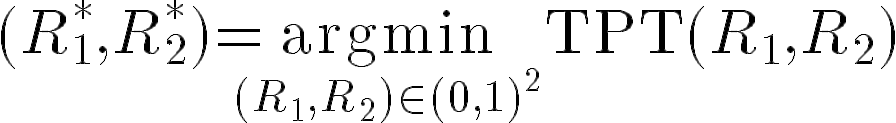 (R₁*,R₂*)=argmin TPT(R₁,R₂)
(R₁,R₂)∈(0,1)²